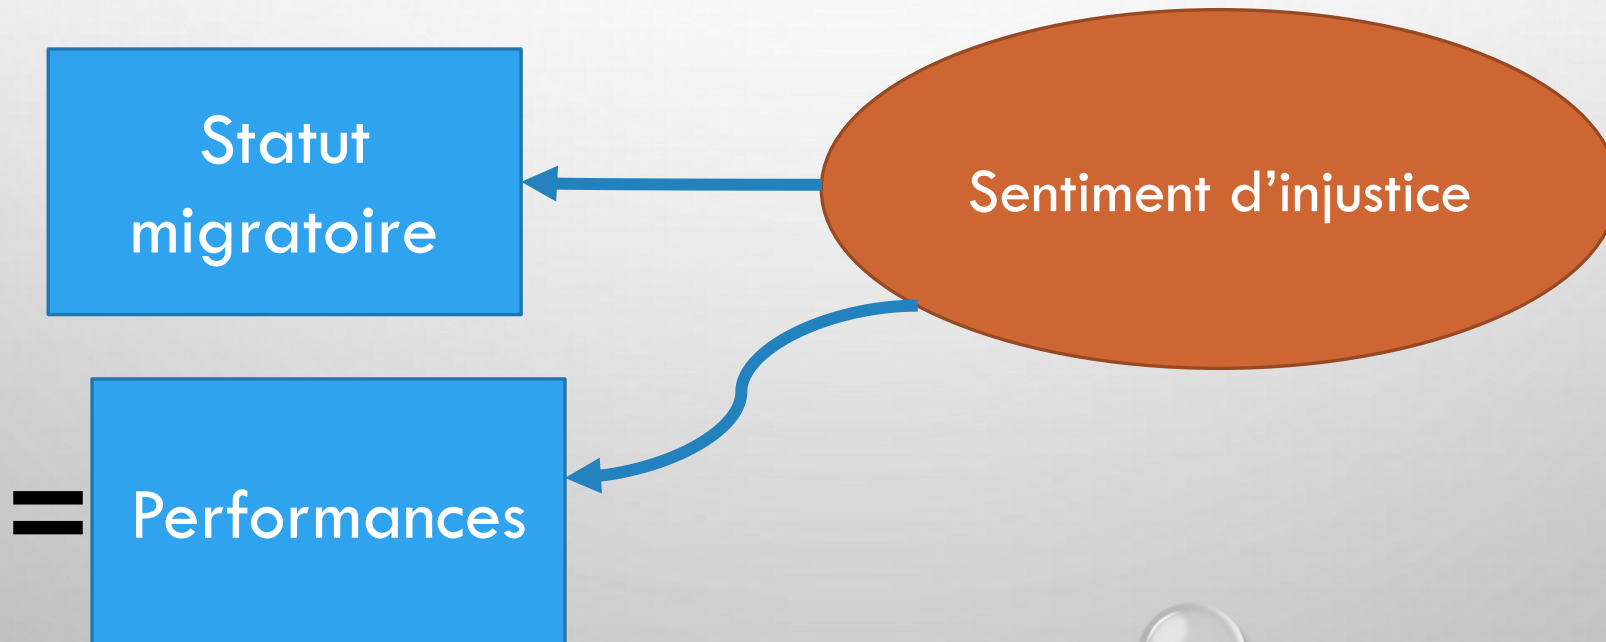 Statut
migratoire
Sentiment d’injustice
=
Performances